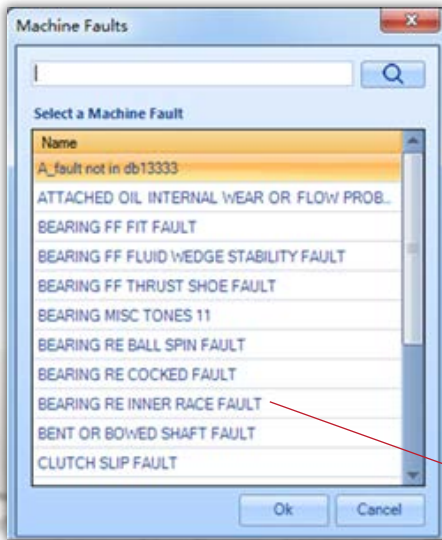 Machine Faults
Select a Machine Fault
Name
A_fault not in db13333
ATTACHED OIL INTERNAL WEAR OR FLOW PROB..
BEARING FF FIT FAULT
BEARING FF FLUID WEDGE STABILITY FAULT
BEARING FF THRUST SHOE FAULT
BEARING MISC TONES 11
BEARING RE BALL SPIN FAULT
BEARING RE COCKED FAULT
BEARING RE INNER RACE FAULT
BENT OR BOWED SHAFT FAULT
CLUTCH SLIP FAULT
Ok Cancel